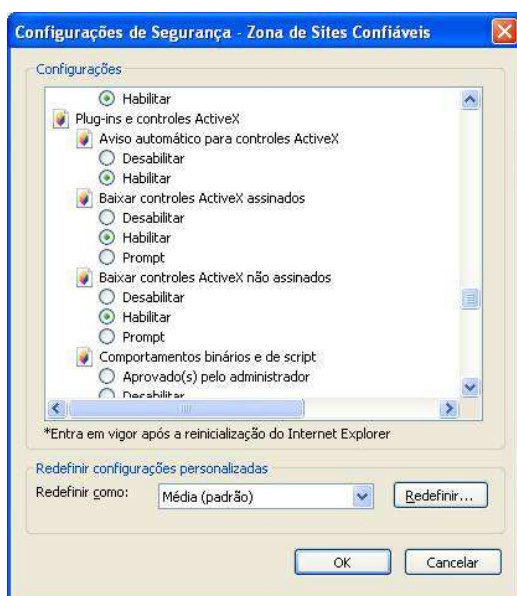 Configurações de Segurança - Zona de Sites Confiáveis
Configurações
Habilitar
Plug-ins e controles ActiveX
Aviso automático para controles ActiveX
Desabilitar
Habilitar
Baixar controles ActiveX assinados
Desabilitar
Habilitar
Prompt
Baixar controles ActiveX não assinados
Desabilitar
Habilitar
Prompt
Comportamentos binários e de script
Aprovado(s) pelo administrador
Desabilitar
*Entra em vigor após a reinicialização do Internet Explorer
Redefinir configurações personalizadas
Redefinir como: Média (padrão) Redefinir...
OK Cancelar